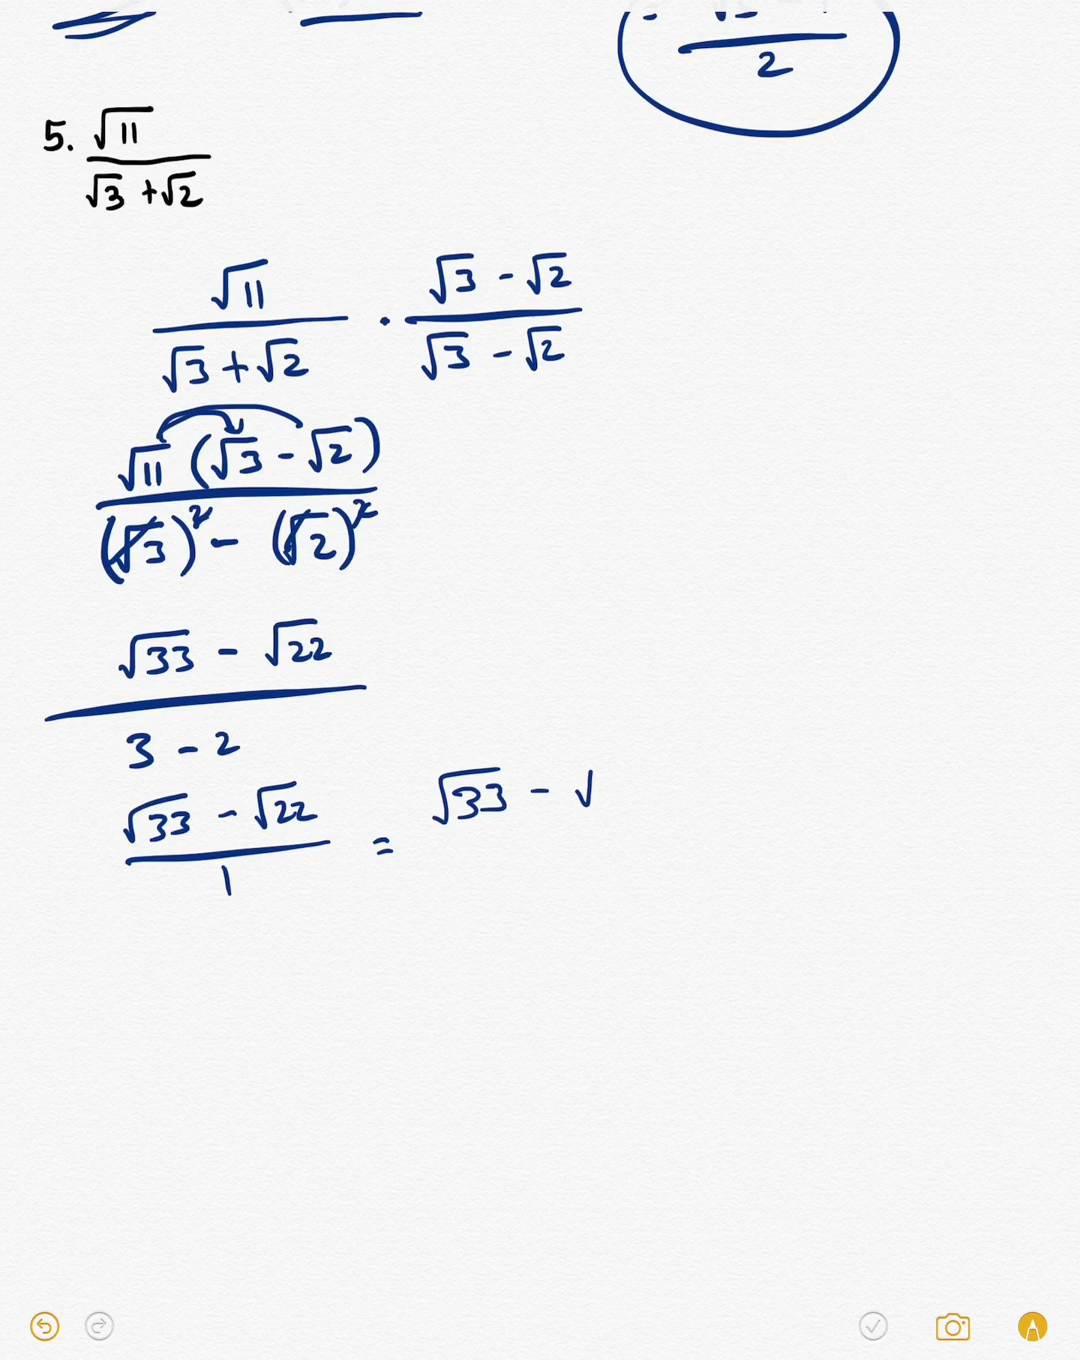 2
5. √11 / (√3 + √2)
√11 / (√3 + √2) · (√3 - √2) / (√3 - √2)
√11 (√3 - √2) / ((√3)² - (√2)²)
(√33 - √22) / (3 - 2)
(√33 - √22) / 1 = √33 - √